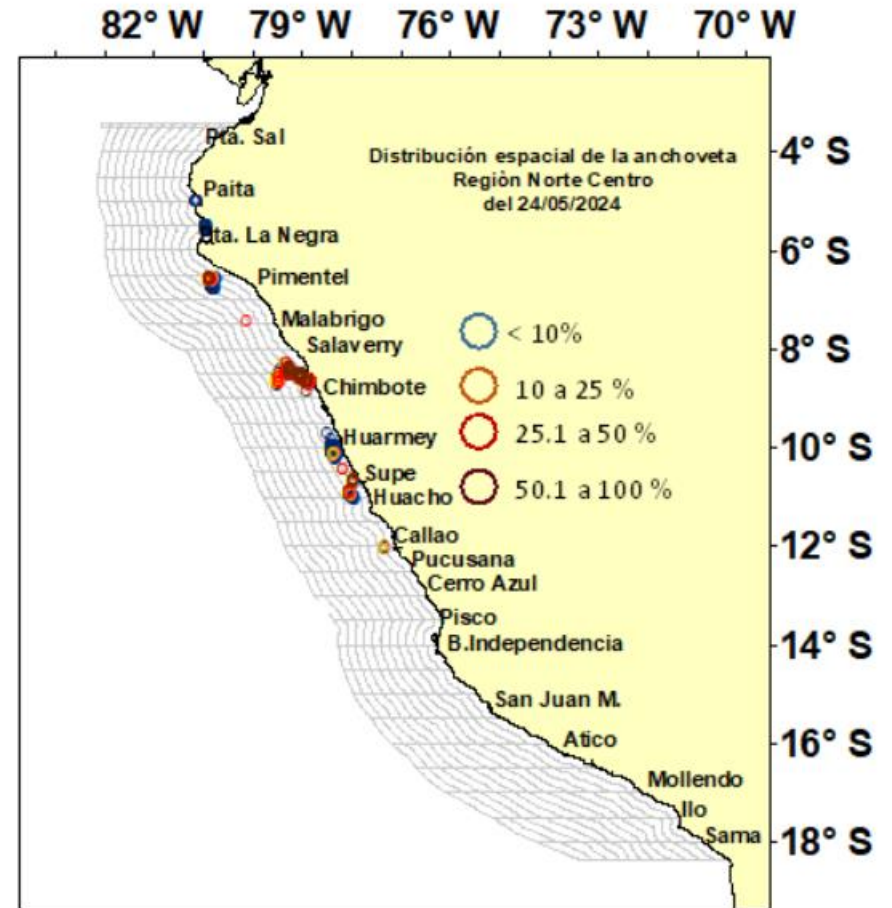 82° W 79° W 76° W 73° W 70° W
Pta. Sal
4° S
Distribución espacial de la anchoveta
Regiòn Norte Centro
del 24/05/2024
Paita
Pta. La Negra
6° S
Pimentel
Malabrigo
Salaverry
8° S
< 10%
Chimbote
10 a 25 %
Huarmey
25.1 a 50 %
10° S
Supe
Huacho
50.1 a 100 %
Callao
12° S
Pucusana
Cerro Azul
Pisco
B.Independencia
14° S
San Juan M.
Atico
16° S
Mollendo
Ilo
Sama
18° S